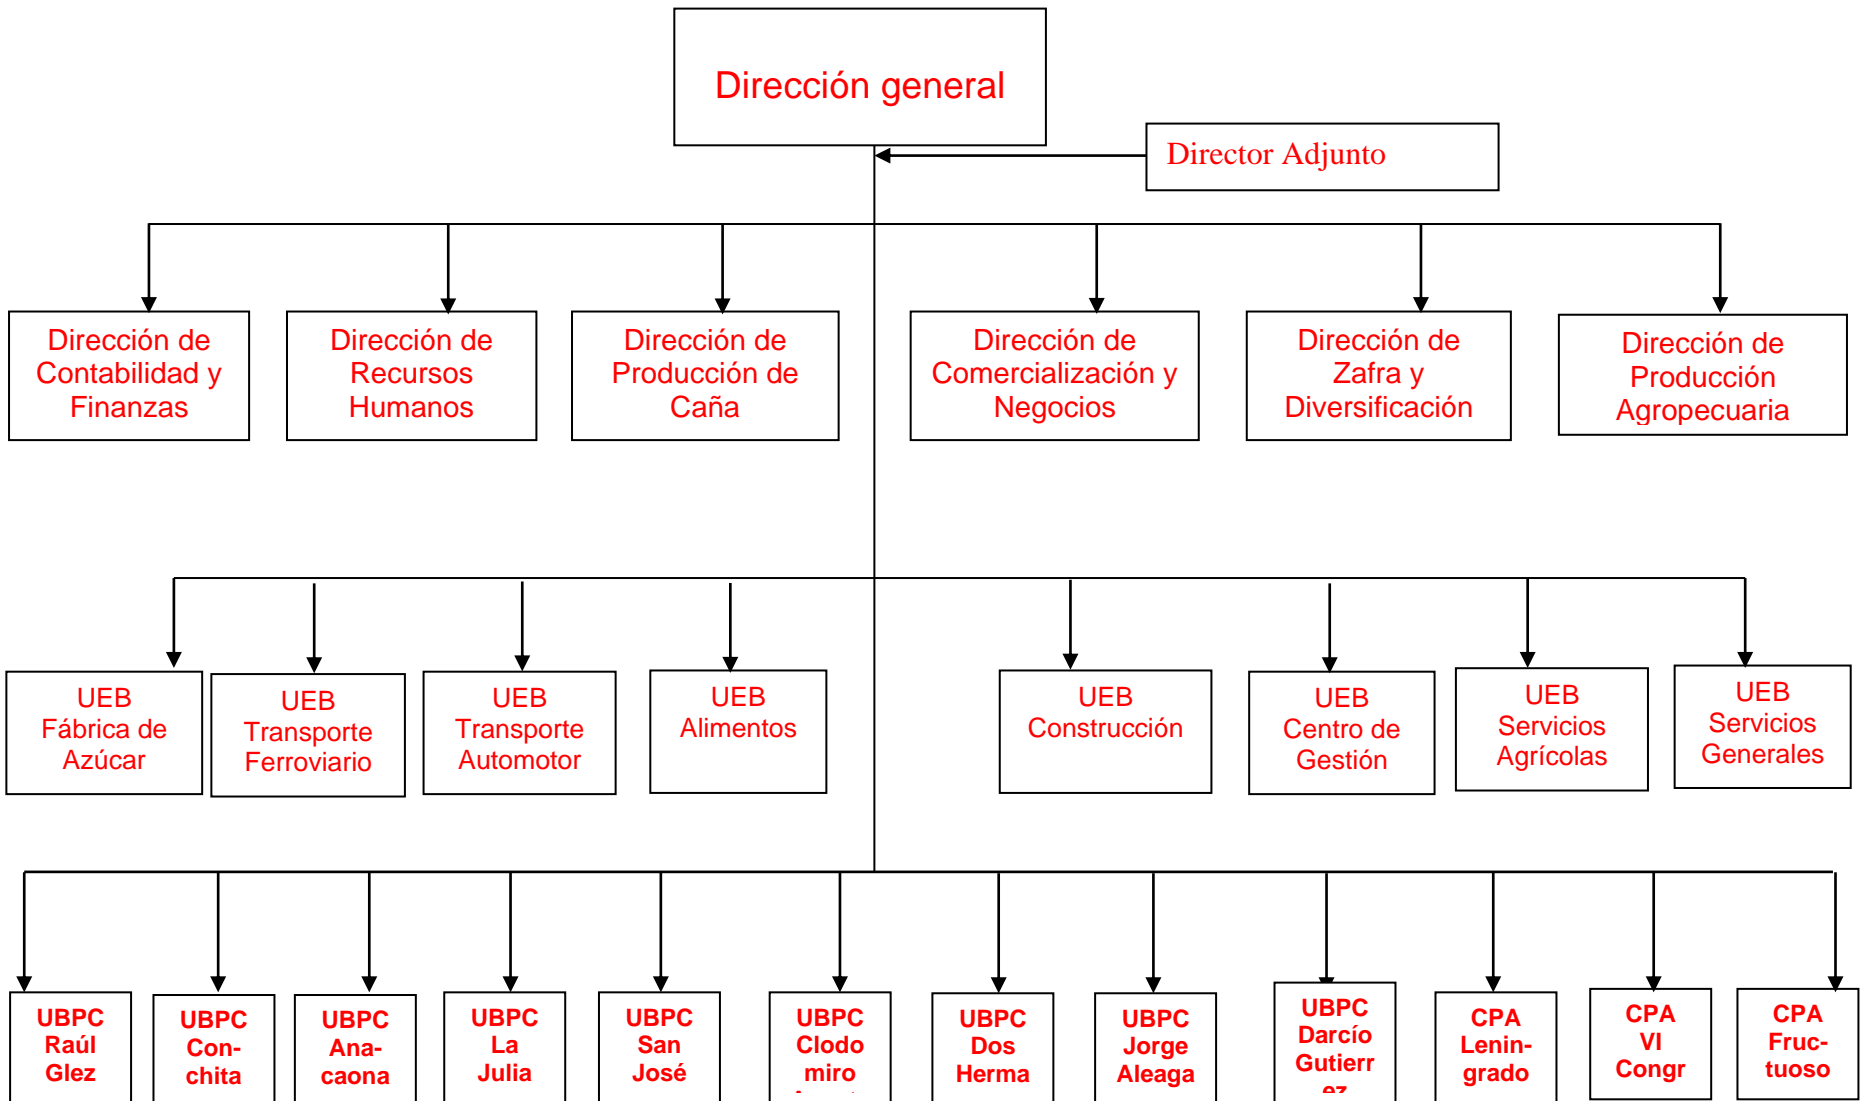 Dirección general
Director Adjunto
Dirección de
Contabilidad y
Finanzas
Dirección de
Recursos
Humanos
Dirección de
Producción de
Caña
Dirección de
Comercialización y
Negocios
Dirección de
Zafra y
Diversificación
Dirección de
Producción
Agropecuaria
UEB
Fábrica de
Azúcar
UEB
Transporte
Ferroviario
UEB
Transporte
Automotor
UEB
Alimentos
UEB
Construcción
UEB
Centro de
Gestión
UEB
Servicios
Agrícolas
UEB
Servicios
Generales
UBPC
Raúl
Glez
UBPC
Con-
chita
UBPC
Ana-
caona
UBPC
La
Julia
UBPC
San
José
UBPC
Clodo
miro
UBPC
Dos
Herma
UBPC
Jorge
Aleaga
UBPC
Darcío
Gutierr
ez
CPA
Lenin-
grado
CPA
VI
Congr
CPA
Fruc-
tuoso